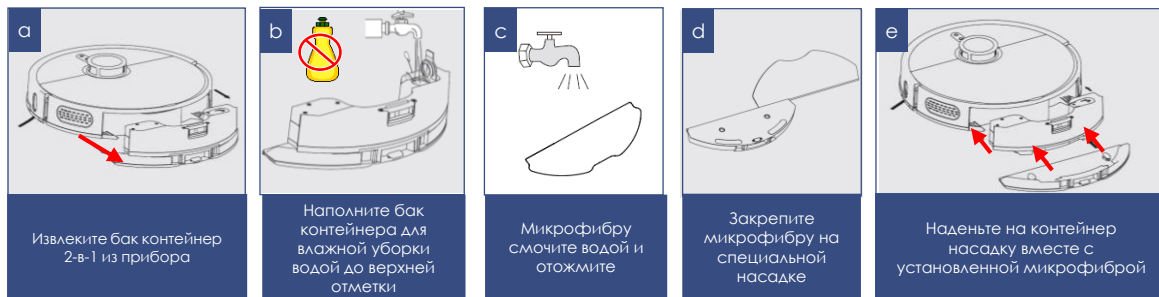 a
Извлеките бак контейнер
2-в-1 из прибора
b
Наполните бак
контейнера для
влажной уборки
водой до верхней
отметки
c
Микрофибру
смочите водой и
отожмите
d
Закрепите
микрофибру на
специальной
насадке
e
Наденьте на контейнер
насадку вместе с
установленной микрофиброй